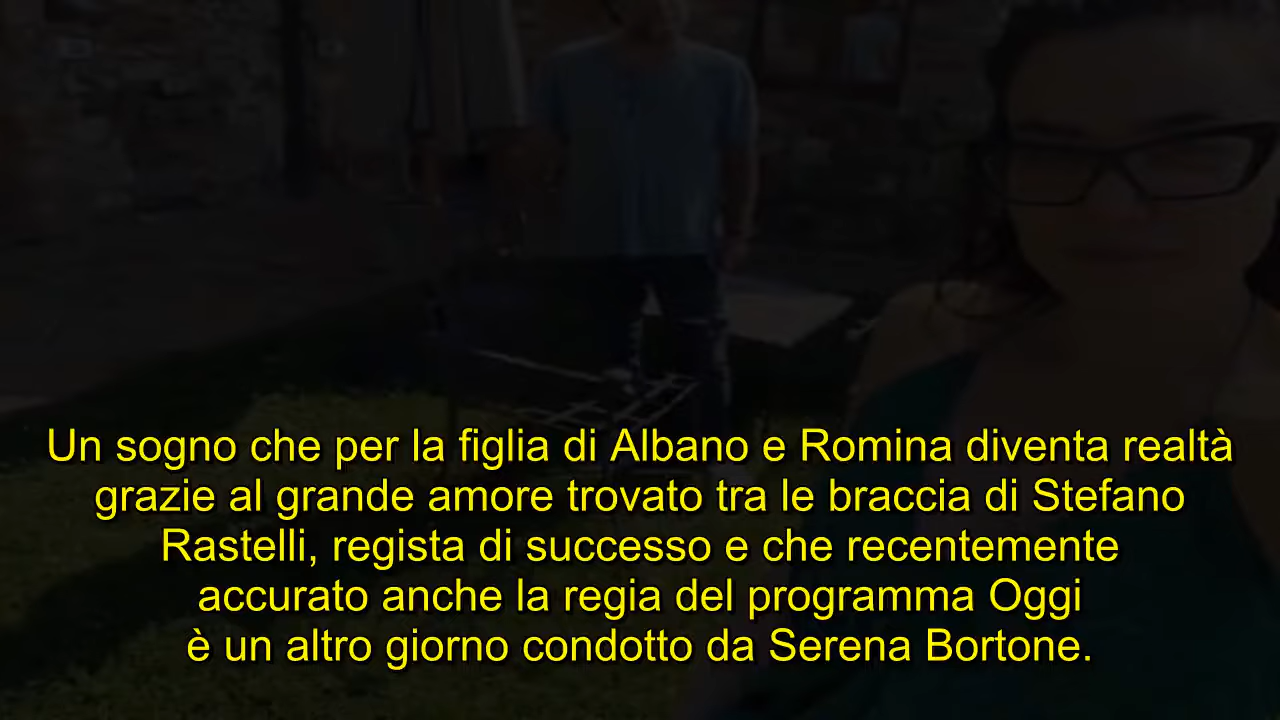 Un sogno che per la figlia di Albano e Romina diventa realtà
grazie al grande amore trovato tra le braccia di Stefano
Rastelli, regista di successo e che recentemente
accurato anche la regia del programma Oggi
è un altro giorno condotto da Serena Bortone.